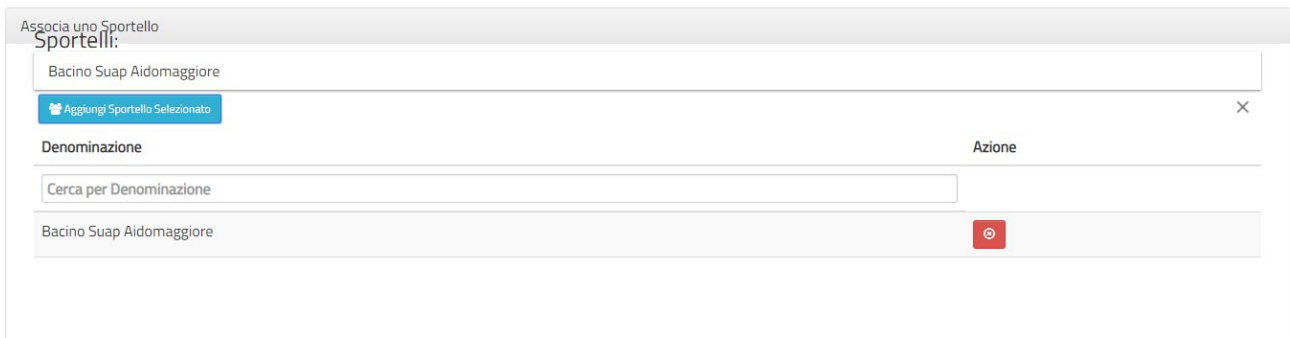 Associa uno Sportello
Sportelli:
Bacino Suap Aidomaggiore
Aggiungi Sportello Selezionato
Denominazione Azione
Cerca per Denominazione
Bacino Suap Aidomaggiore